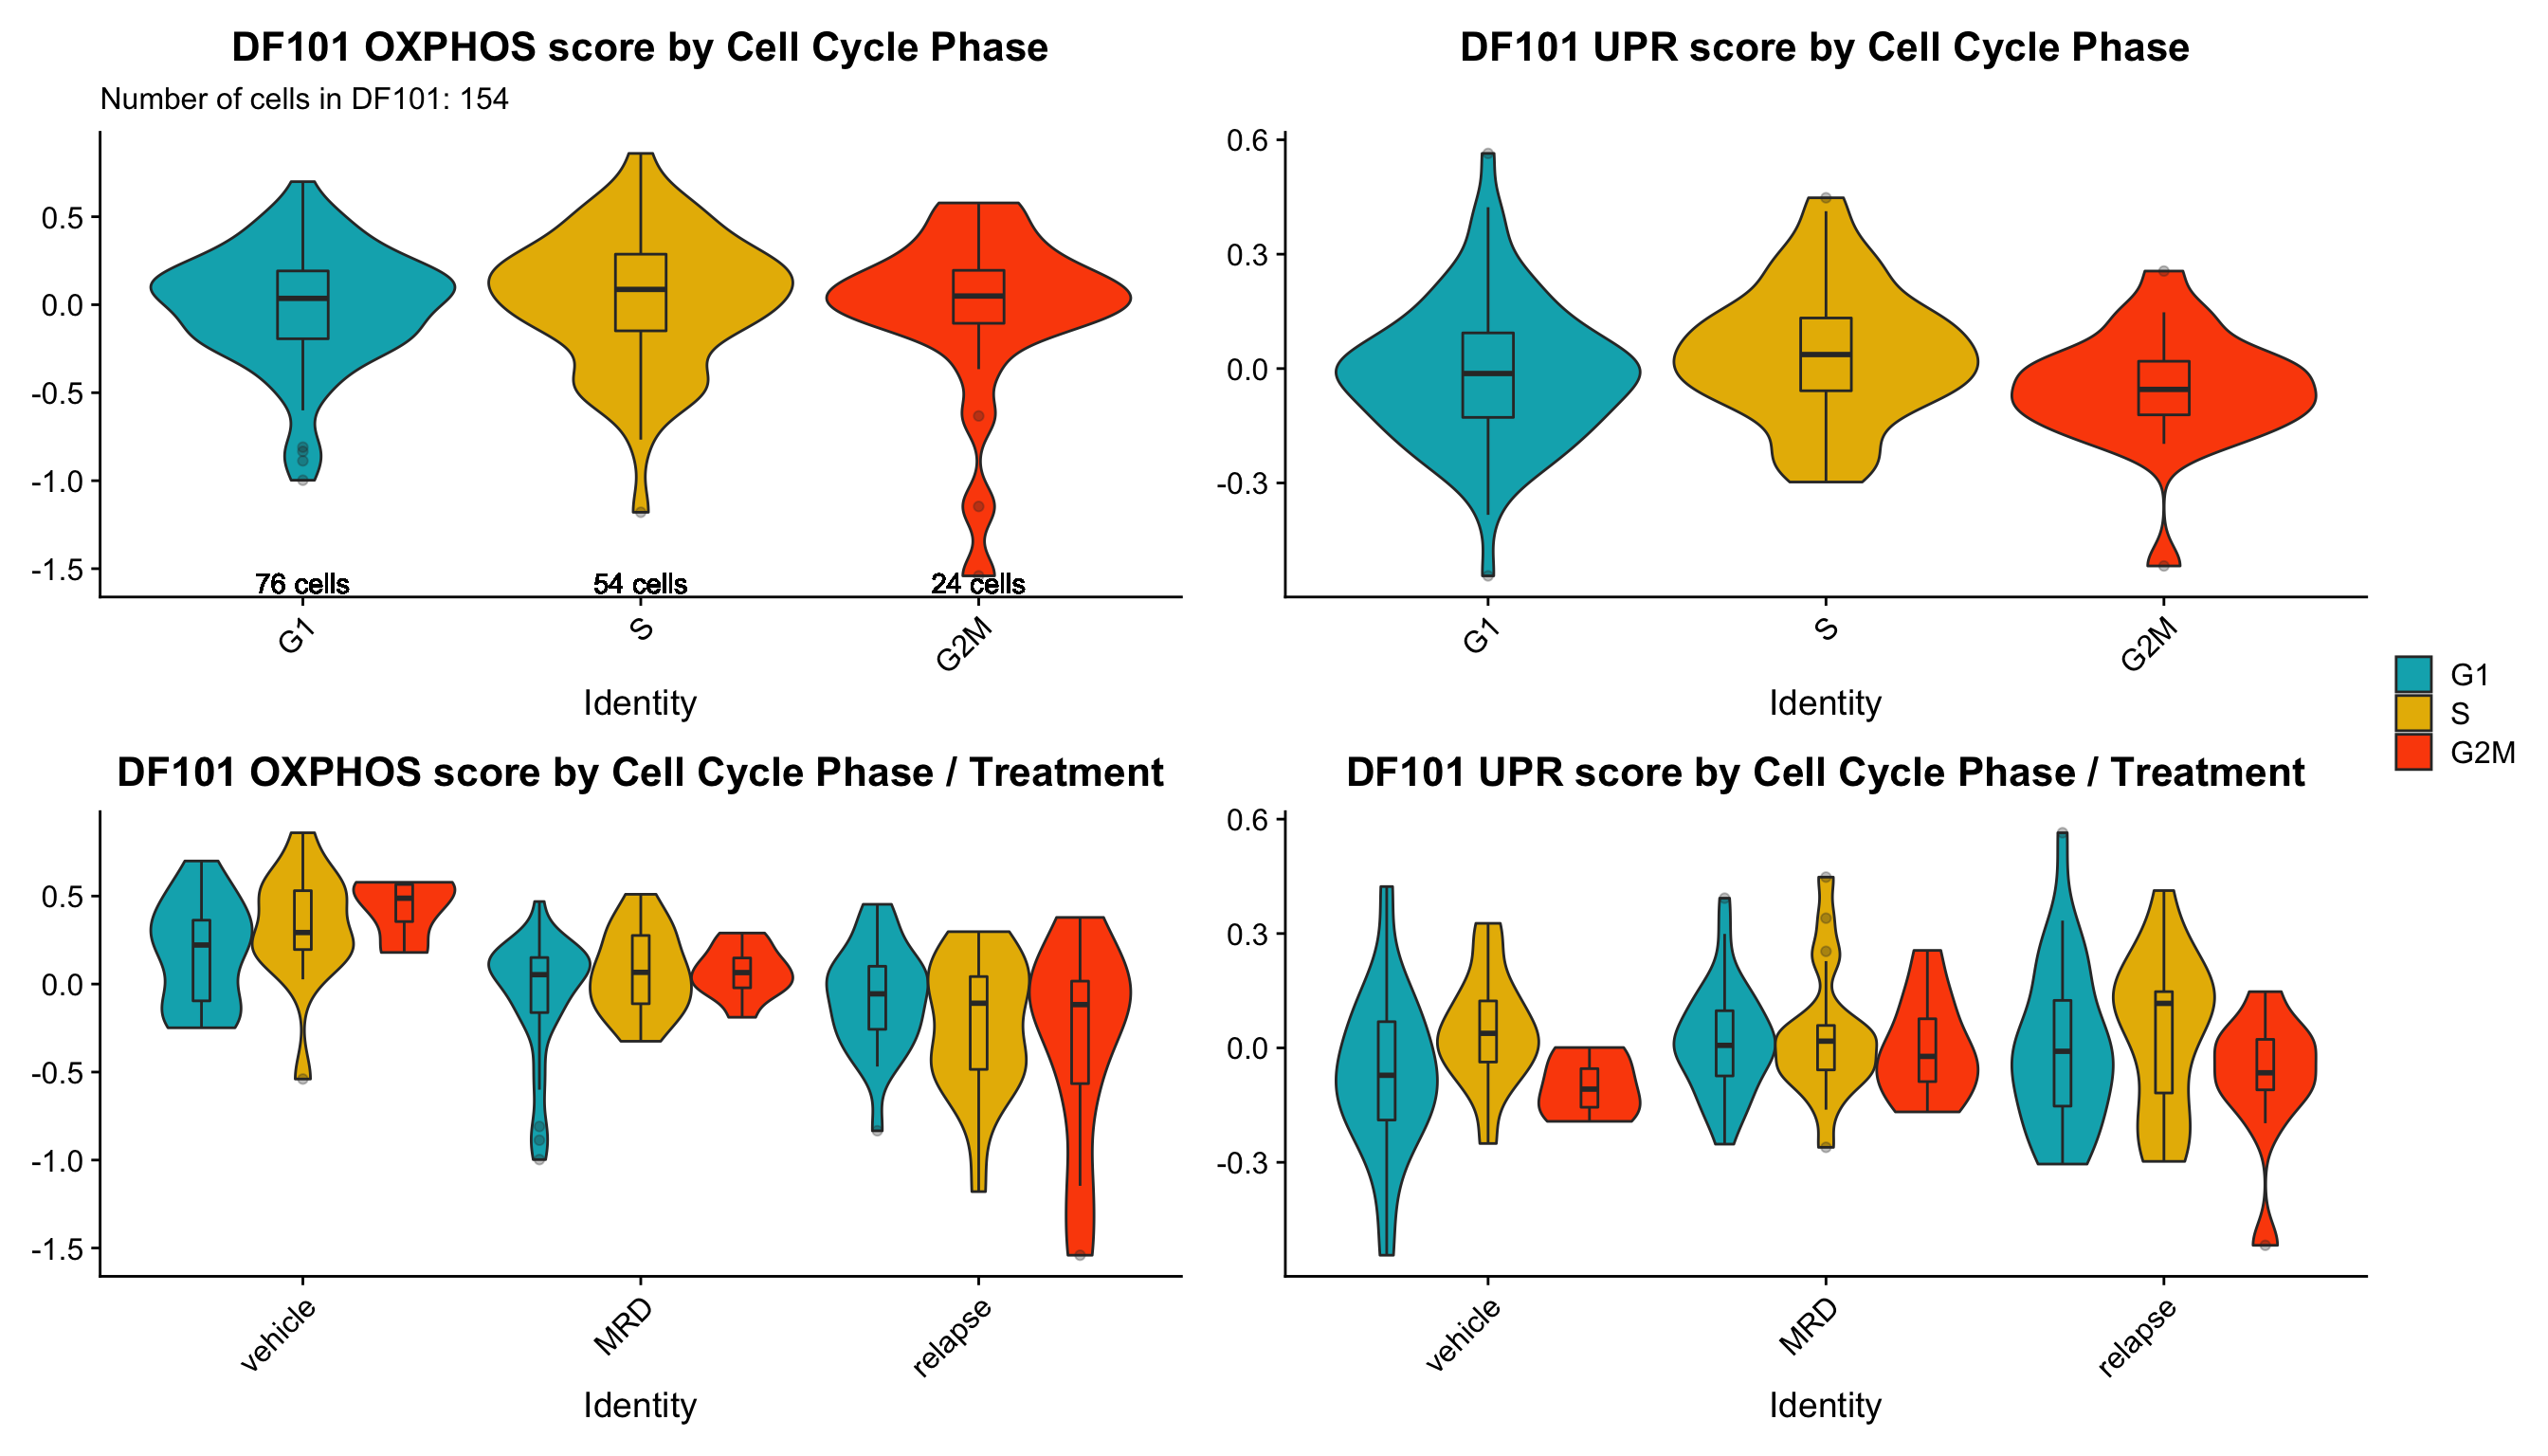 DF101 OXPHOS score by Cell Cycle Phase
Number of cells in DF101: 154
0.5
0.0
-0.5
-1.0
-1.5
76 cells
54 cells
24 cells
G1
S
G2M
Identity
DF101 UPR score by Cell Cycle Phase
0.6
0.3
0.0
-0.3
G1
S
G2M
Identity
G1
S
G2M
DF101 OXPHOS score by Cell Cycle Phase / Treatment
0.5
0.0
-0.5
-1.0
-1.5
vehicle
MRD
relapse
Identity
DF101 UPR score by Cell Cycle Phase / Treatment
0.6
0.3
0.0
-0.3
vehicle
MRD
relapse
Identity